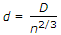 d = D / n^{2/3}